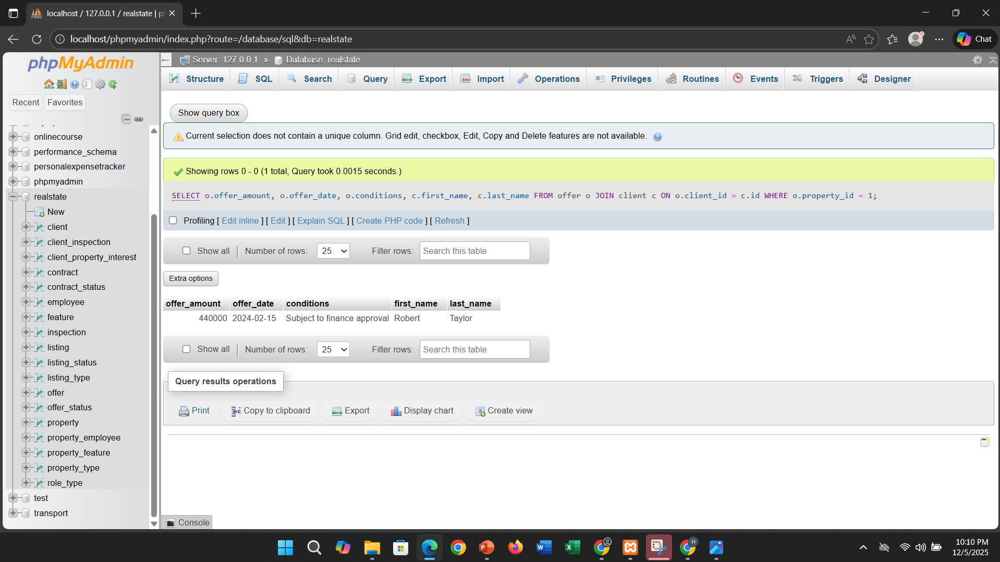 localhost / 127.0.0.1 / realstate | ph
localhost/phpmyadmin/index.php?route=/database/sql&db=realstate
Chat
phpMyAdmin
Recent
Favorites
onlinecourse
performance_schema
personalexpensetracker
phpmyadmin
realstate
New
client
client_inspection
client_property_interest
contract
contract_status
employee
feature
inspection
listing
listing_status
listing_type
offer
offer_status
property
property_employee
property_feature
property_type
role_type
test
transport
Server: 127.0.0.1 » Database: realstate
Structure SQL Search Query Export Import Operations Privileges Routines Events Triggers Designer
Show query box
Current selection does not contain a unique column. Grid edit, checkbox, Edit, Copy and Delete features are not available.
Showing rows 0 - 0 (1 total, Query took 0.0015 seconds.)
SELECT o.offer_amount, o.offer_date, o.conditions, c.first_name, c.last_name FROM offer o JOIN client c ON o.client_id = c.id WHERE o.property_id = 1;
Profiling [ Edit inline ] [ Edit ] [ Explain SQL ] [ Create PHP code ] [ Refresh ]
Show all Number of rows: 25 Filter rows: Search this table
Extra options
offer_amount offer_date conditions first_name last_name
440000 2024-02-15 Subject to finance approval Robert Taylor
Show all Number of rows: 25 Filter rows: Search this table
Query results operations
Print Copy to clipboard Export Display chart Create view
Console
10:10 PM
12/5/2025